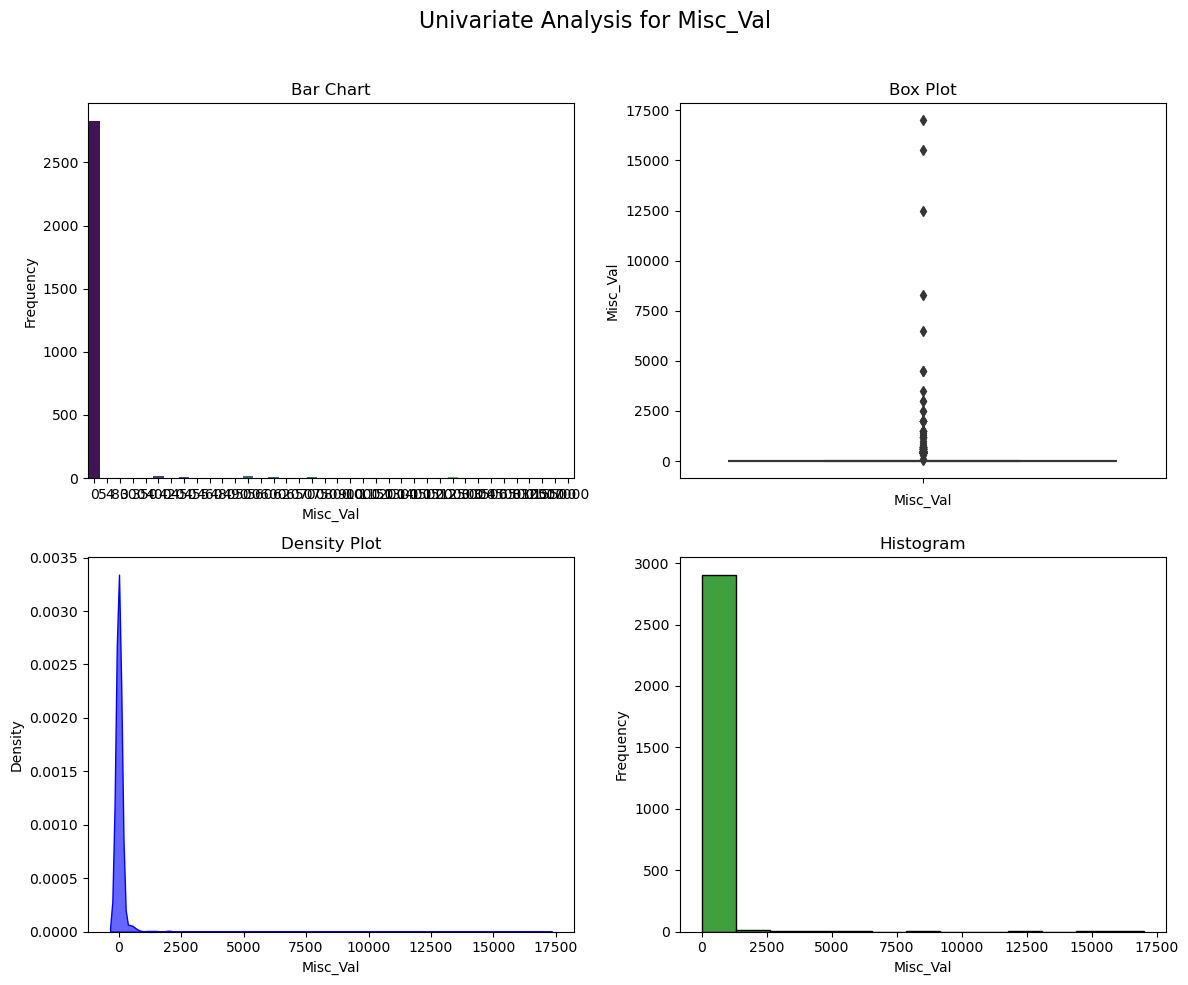 Univariate Analysis for Misc_Val
Bar Chart
Frequency
2500
2000
1500
1000
500
0
Misc_Val
Box Plot
Misc_Val
17500
15000
12500
10000
7500
5000
2500
0
Misc_Val
Density Plot
Density
0.0035
0.0030
0.0025
0.0020
0.0015
0.0010
0.0005
0.0000
0 2500 5000 7500 10000 12500 15000 17500
Misc_Val
Histogram
Frequency
3000
2500
2000
1500
1000
500
0
0 2500 5000 7500 10000 12500 15000 17500
Misc_Val